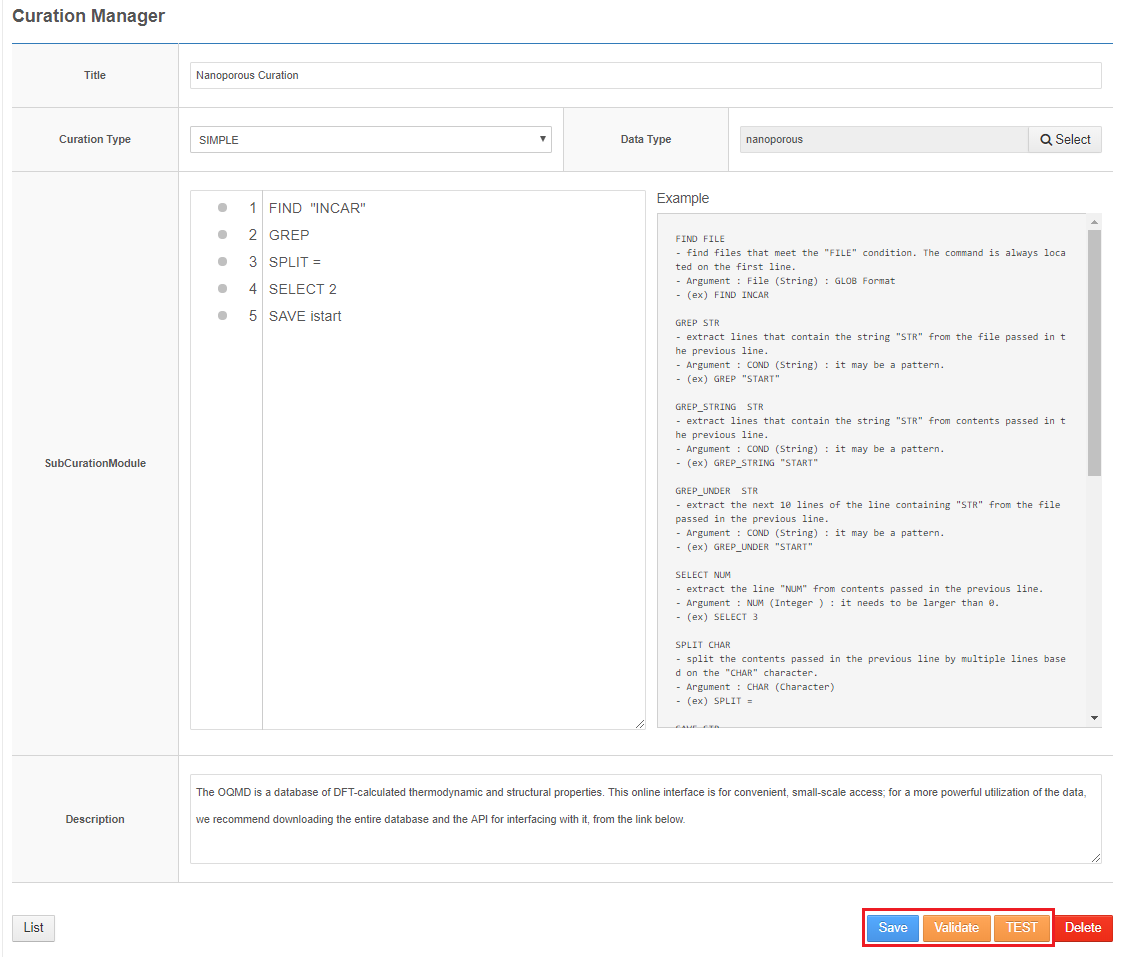 Curation Manager
Title
Nanoporous Curation
Curation Type
SIMPLE
Data Type
nanoporous
Select
SubCurationModule
1 FIND "INCAR"
2 GREP
3 SPLIT =
4 SELECT 2
5 SAVE istart
Example
FIND FILE
- find files that meet the "FILE" condition. The command is always loca
ted on the first line.
- Argument : File (String) : GLOB Format
- (ex) FIND INCAR
GREP STR
- extract lines that contain the string "STR" from the file passed in t
he previous line.
- Argument : COND (String) : it may be a pattern.
- (ex) GREP "START"
GREP_STRING  STR
- extract lines that contain the string "STR" from contents passed in t
he previous line.
- Argument : COND (String) : it may be a pattern.
- (ex) GREP_STRING "START"
GREP_UNDER  STR
- extract the next 10 lines of the line containing "STR" from the file
passed in the previous line.
- Argument : COND (String) : it may be a pattern.
- (ex) GREP_UNDER "START"
SELECT NUM
- extract the line "NUM" from contents passed in the previous line.
- Argument : NUM (Integer ) : it needs to be larger than 0.
- (ex) SELECT 3
SPLIT CHAR
- split the contents passed in the previous line by multiple lines base
d on the "CHAR" character.
- Argument : CHAR (Character)
- (ex) SPLIT =
SAVE STR
Description
The OQMD is a database of DFT-calculated thermodynamic and structural properties. This online interface is for convenient, small-scale access; for a more powerful utilization of the data,
we recommend downloading the entire database and the API for interfacing with it, from the link below.
List
Save
Validate
TEST
Delete